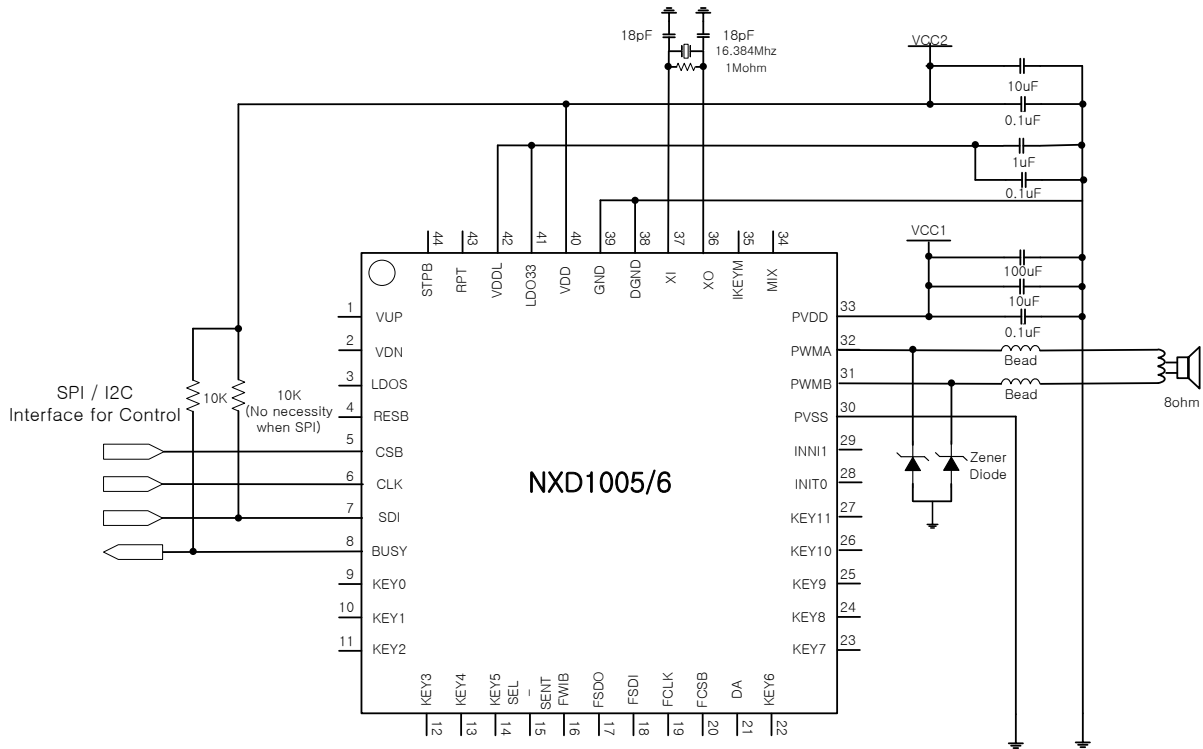 18pF
18pF
16.384Mhz
1Mohm
VCC2
10uF
0.1uF
1uF
0.1uF
VCC1
100uF
10uF
0.1uF
44
43
42
41
40
39
38
37
36
35
34
STPB
RPT
VDDL
LDO33
VDD
GND
DGND
XI
XO
IKEYM
MIX
SPI / I2C
Interface for Control
10K
10K
(No necessity
when SPI)
1
VUP
2
VDN
3
LDOS
4
RESB
5
CSB
6
CLK
7
SDI
8
BUSY
9
KEY0
10
KEY1
11
KEY2
NXD1005/6
PVDD
33
PWMA
32
PWMB
31
PVSS
30
INNI1
29
INIT0
28
KEY11
27
KEY10
26
KEY9
25
KEY8
24
KEY7
23
Bead
Bead
8ohm
Zener
Diode
KEY3
KEY4
KEY5
SEL
_
SENT
FWIB
FSDO
FSDI
FCLK
FCSB
DA
KEY6
12
13
14
15
16
17
18
19
20
21
22